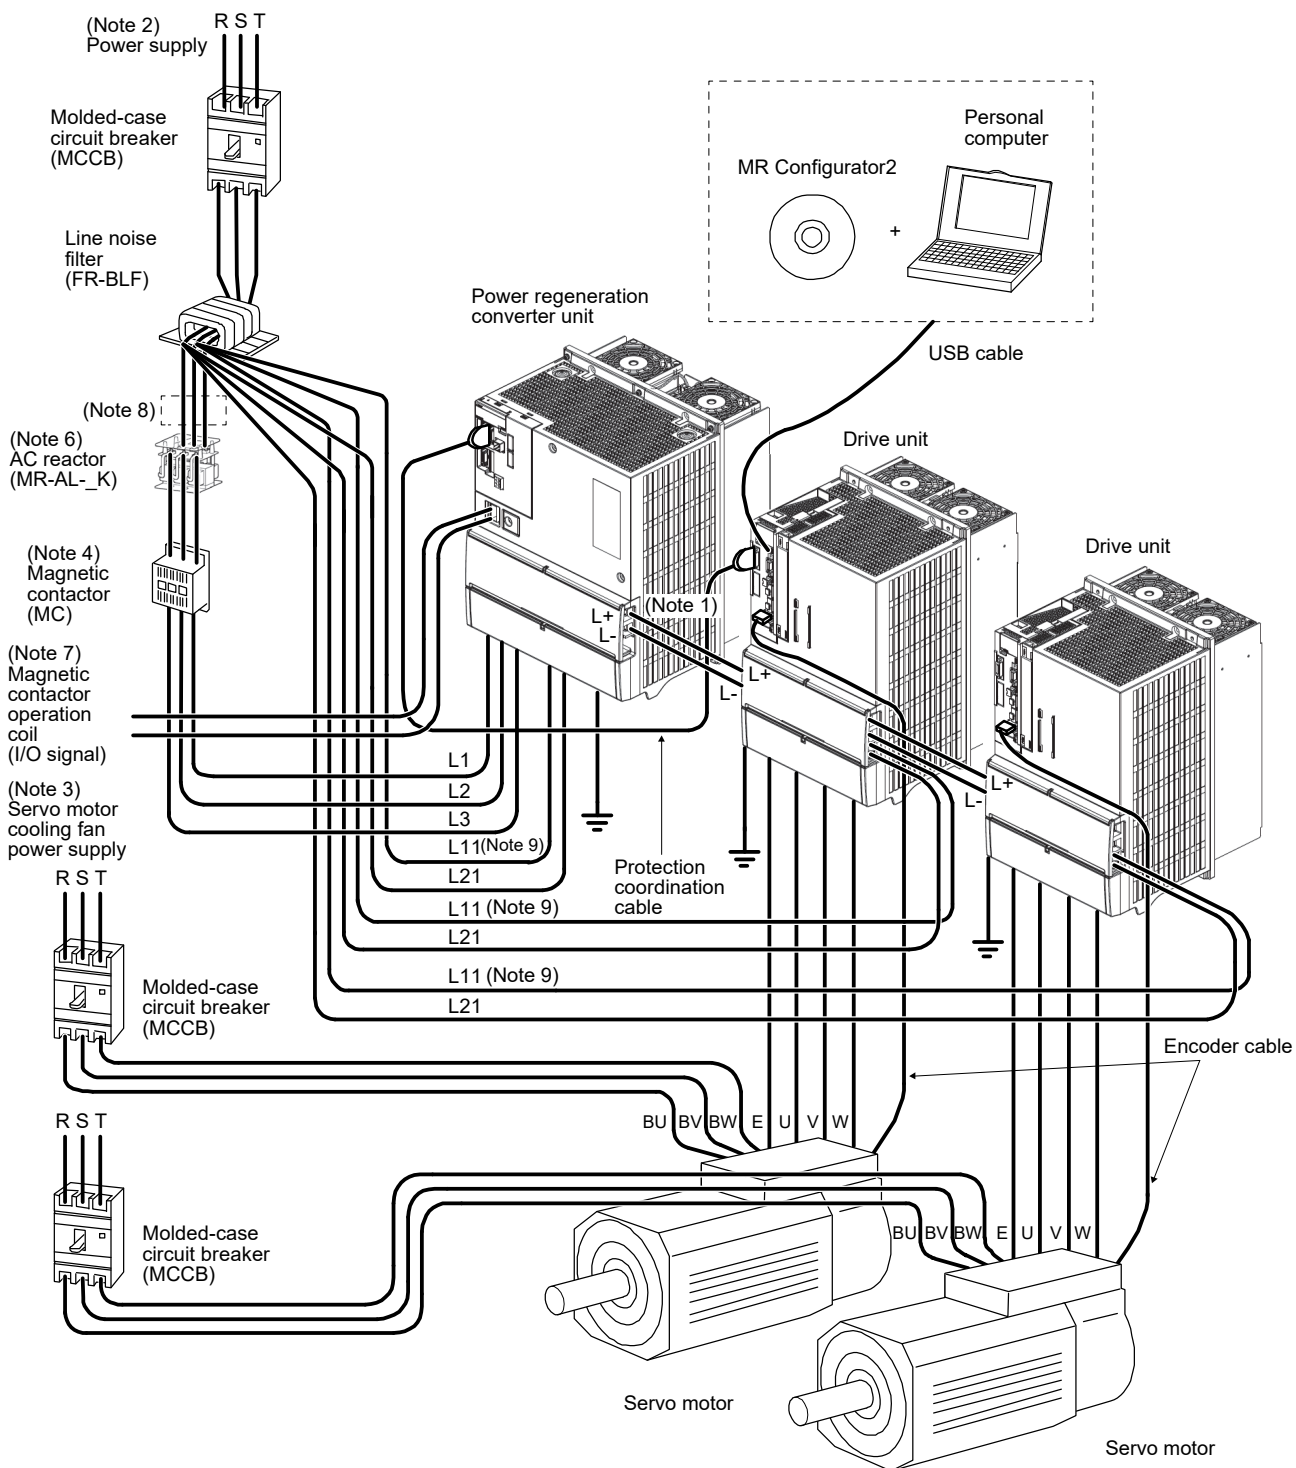 (Note 2)
Power supply
R S T
Molded-case
circuit breaker
(MCCB)
Line noise
filter
(FR-BLF)
Personal
computer
MR Configurator2
+
Power regeneration
converter unit
USB cable
(Note 8)
(Note 6)
AC reactor
(MR-AL-_K)
Drive unit
(Note 4)
Magnetic
contactor
(MC)
Drive unit
(Note 1)
L+
L-
L+
L-
(Note 7)
Magnetic
contactor
operation
coil
(I/O signal)
L1
L2
L3
L+
L-
(Note 3)
Servo motor
cooling fan
power supply
L11(Note 9)
L21
Protection
coordination
cable
R S T
L11 (Note 9)
L21
L11 (Note 9)
L21
Molded-case
circuit breaker
(MCCB)
Encoder cable
BU BV BW E U V W
R S T
Molded-case
circuit breaker
(MCCB)
BU BV BW E U V W
Servo motor
Servo motor